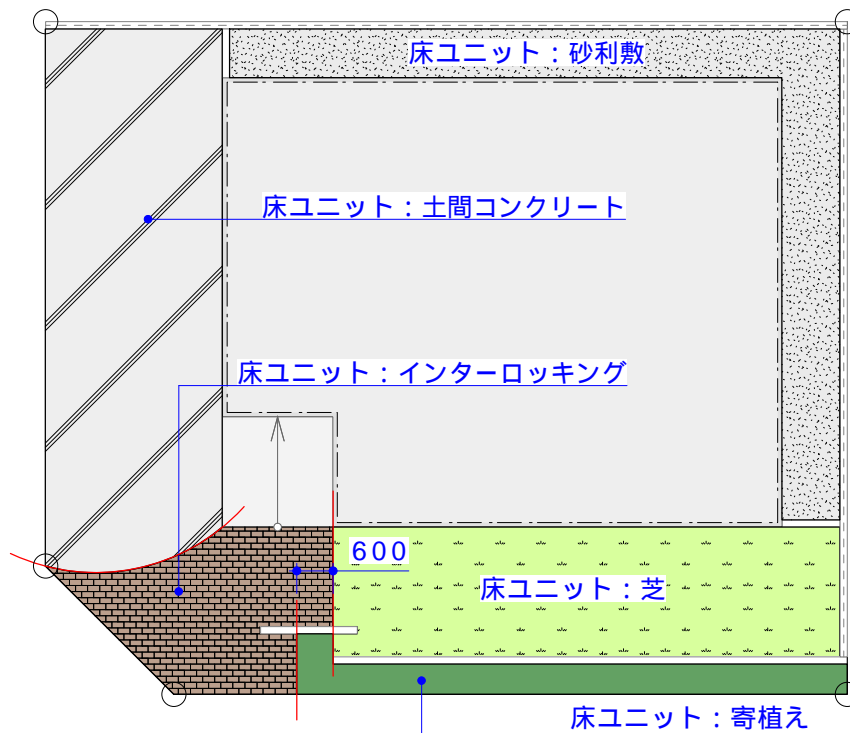 床ユニット：砂利敷
床ユニット：土間コンクリート
床ユニット：インターロッキング
600
床ユニット：芝
床ユニット：寄植え